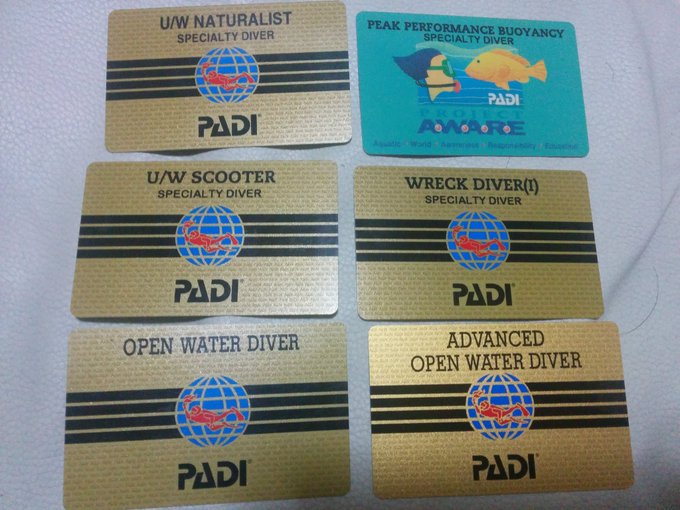 U/W NATURALIST
SPECIALTY DIVER
PADI
PEAK PERFORMANCE BUOYANCY
SPECIALTY DIVER
PADI
PROJECT
A.W.A.R.E
Aquatic World Awareness Responsibility Education
U/W SCOOTER
SPECIALTY DIVER
PADI
WRECK DIVER(I)
SPECIALTY DIVER
PADI
OPEN WATER DIVER
PADI
ADVANCED
OPEN WATER DIVER
PADI